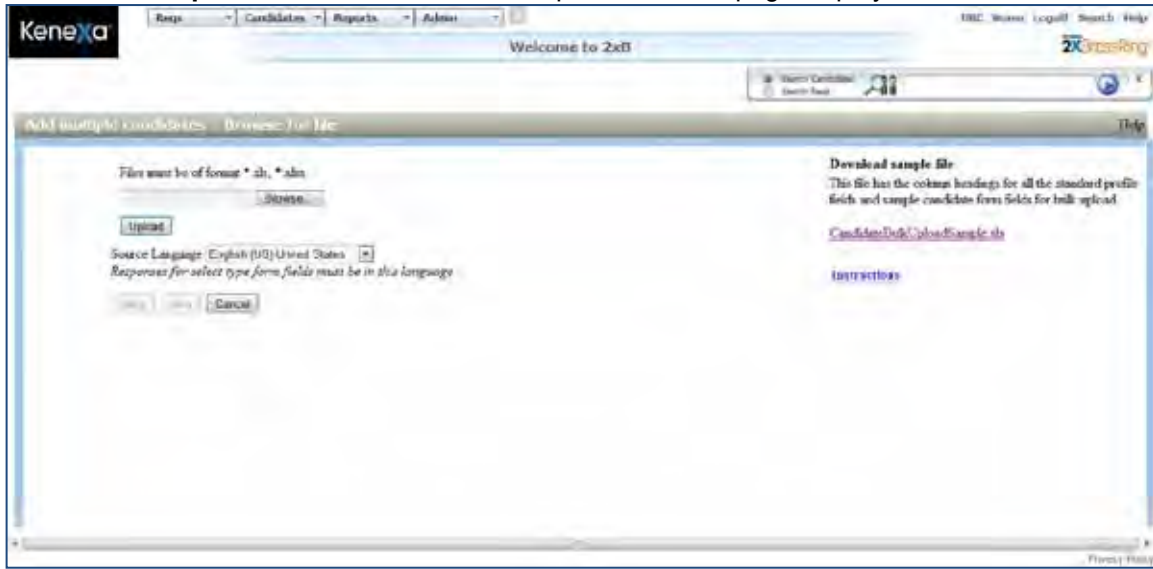 Kenexa
Reqs Candidates Reports Admin
Logoff Search Help
Welcome to 2xB
2X BrassRing
Search Candidates
Add multiple candidates - Browse for file
Help
Files must be of format *.xls, *.xlsx
Browse...
Upload
Source Language English (US) United States
Responses for select type form fields must be in this language
Cancel
Download sample file
This file has the column headings for all the standard profile
fields and sample candidate form fields for bulk upload
CandidateBulkUploadSample.xls
Instructions
Privacy Policy